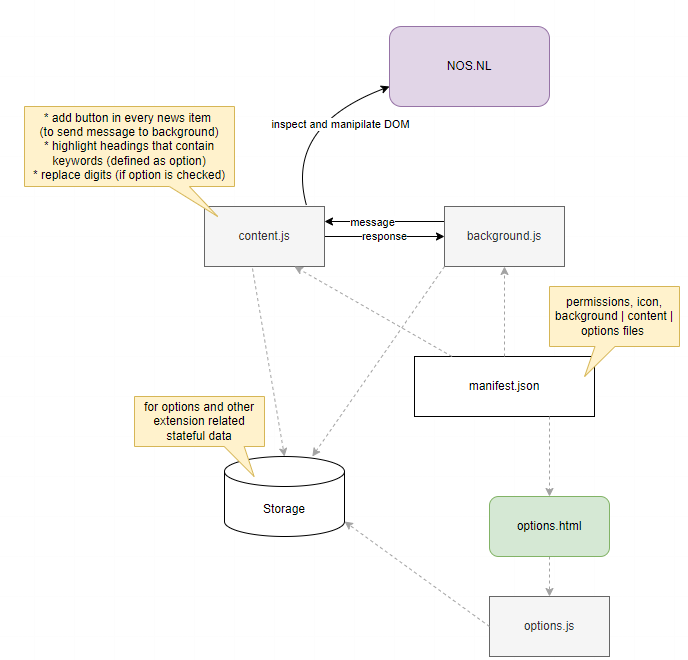 NOS.NL
* add button in every news item
(to send message to background)
* highlight headings that contain
keywords (defined as option)
* replace digits (if option is checked)
inspect and manipilate DOM
content.js
message
response
background.js
permissions, icon,
background | content |
options files
manifest.json
for options and other
extension related
stateful data
Storage
options.html
options.js